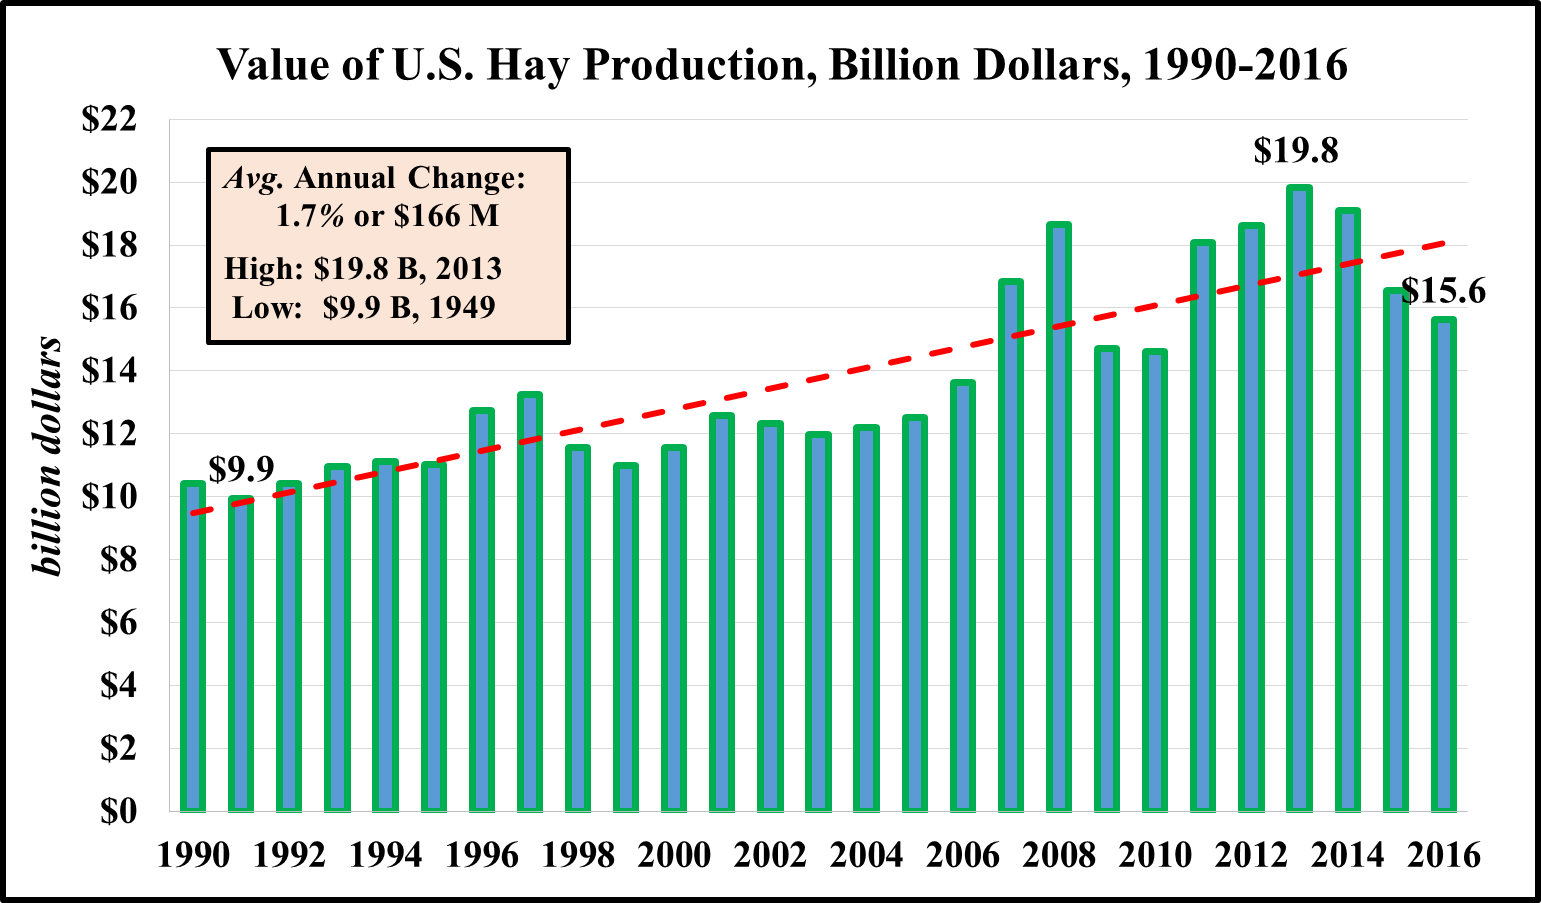 Value of U.S. Hay Production, Billion Dollars, 1990-2016
$22
$20
$18
$16
$14
$12
$10
$8
$6
$4
$2
$0
billion dollars
Avg. Annual Change:
1.7% or $166 M
High: $19.8 B, 2013
Low: $9.9 B, 1949
$9.9
$19.8
$15.6
1990 1992 1994 1996 1998 2000 2002 2004 2006 2008 2010 2012 2014 2016